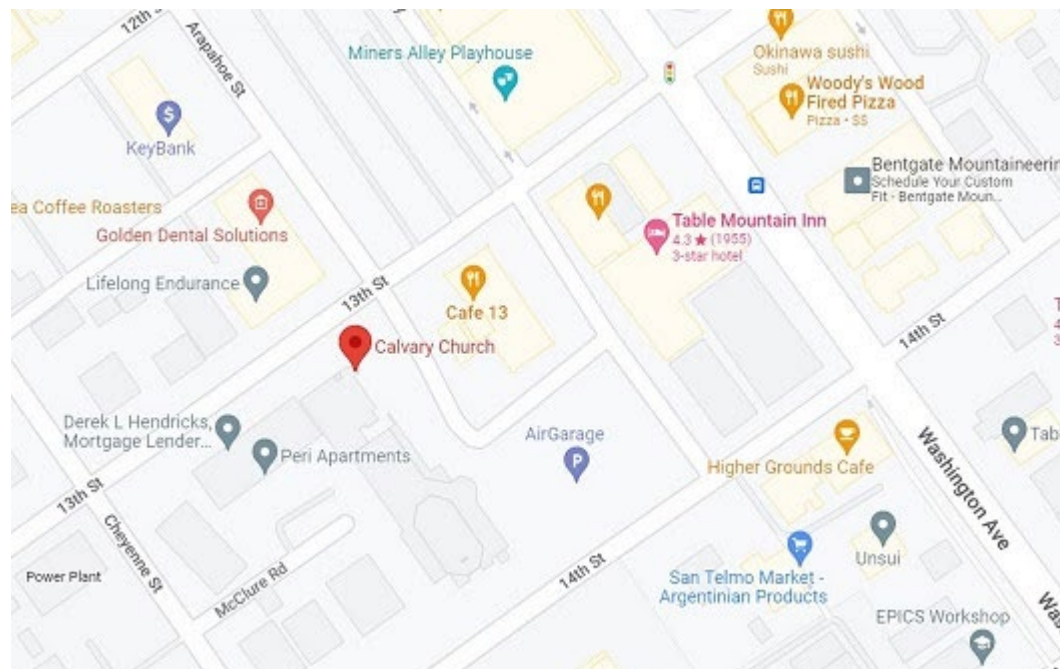 12th S
Arapahoe St
Miners Alley Playhouse
Okinawa sushi
Sushi
Woody's Wood
Fired Pizza
Pizza • $$
KeyBank
Bentgate Mountaineerin
Schedule Your Custom
Fit - Bentgate Moun...
ea Coffee Roasters
Golden Dental Solutions
Table Mountain Inn
4.3 ★ (1955)
3-star hotel
Lifelong Endurance
13th St
Cafe 13
14th St
Calvary Church
Derek L Hendricks,
Mortgage Lender...
Peri Apartments
AirGarage
P
Higher Grounds Cafe
Tab
Washington Ave
13th St
Cheyenne St
Unsui
Power Plant
McClure Rd
14th St
San Telmo Market -
Argentinian Products
EPICS Workshop
Was